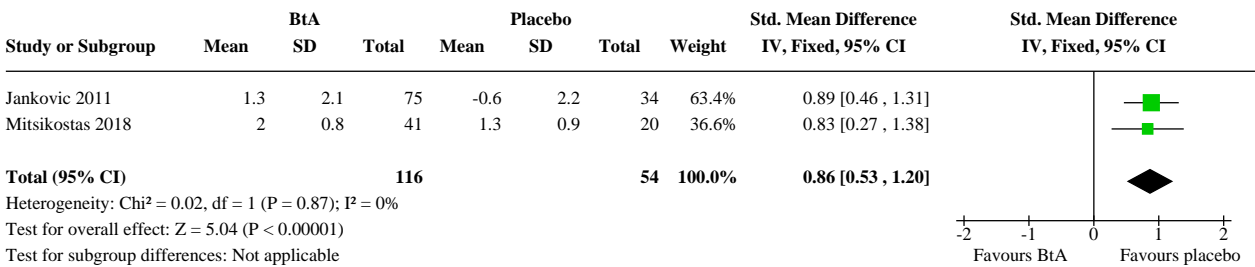 BtA Placebo Std. Mean Difference Std. Mean Difference
Study or Subgroup Mean SD Total Mean SD Total Weight IV, Fixed, 95% CI IV, Fixed, 95% CI
Jankovic 2011 1.3 2.1 75 -0.6 2.2 34 63.4% 0.89 [0.46 , 1.31]
Mitsikostas 2018 2 0.8 41 1.3 0.9 20 36.6% 0.83 [0.27 , 1.38]
Total (95% CI) 116 54 100.0% 0.86 [0.53 , 1.20]
Heterogeneity: Chi² = 0.02, df = 1 (P = 0.87); I² = 0%
Test for overall effect: Z = 5.04 (P < 0.00001)
-2 -1 0 1 2
Test for subgroup differences: Not applicable Favours BtA Favours placebo